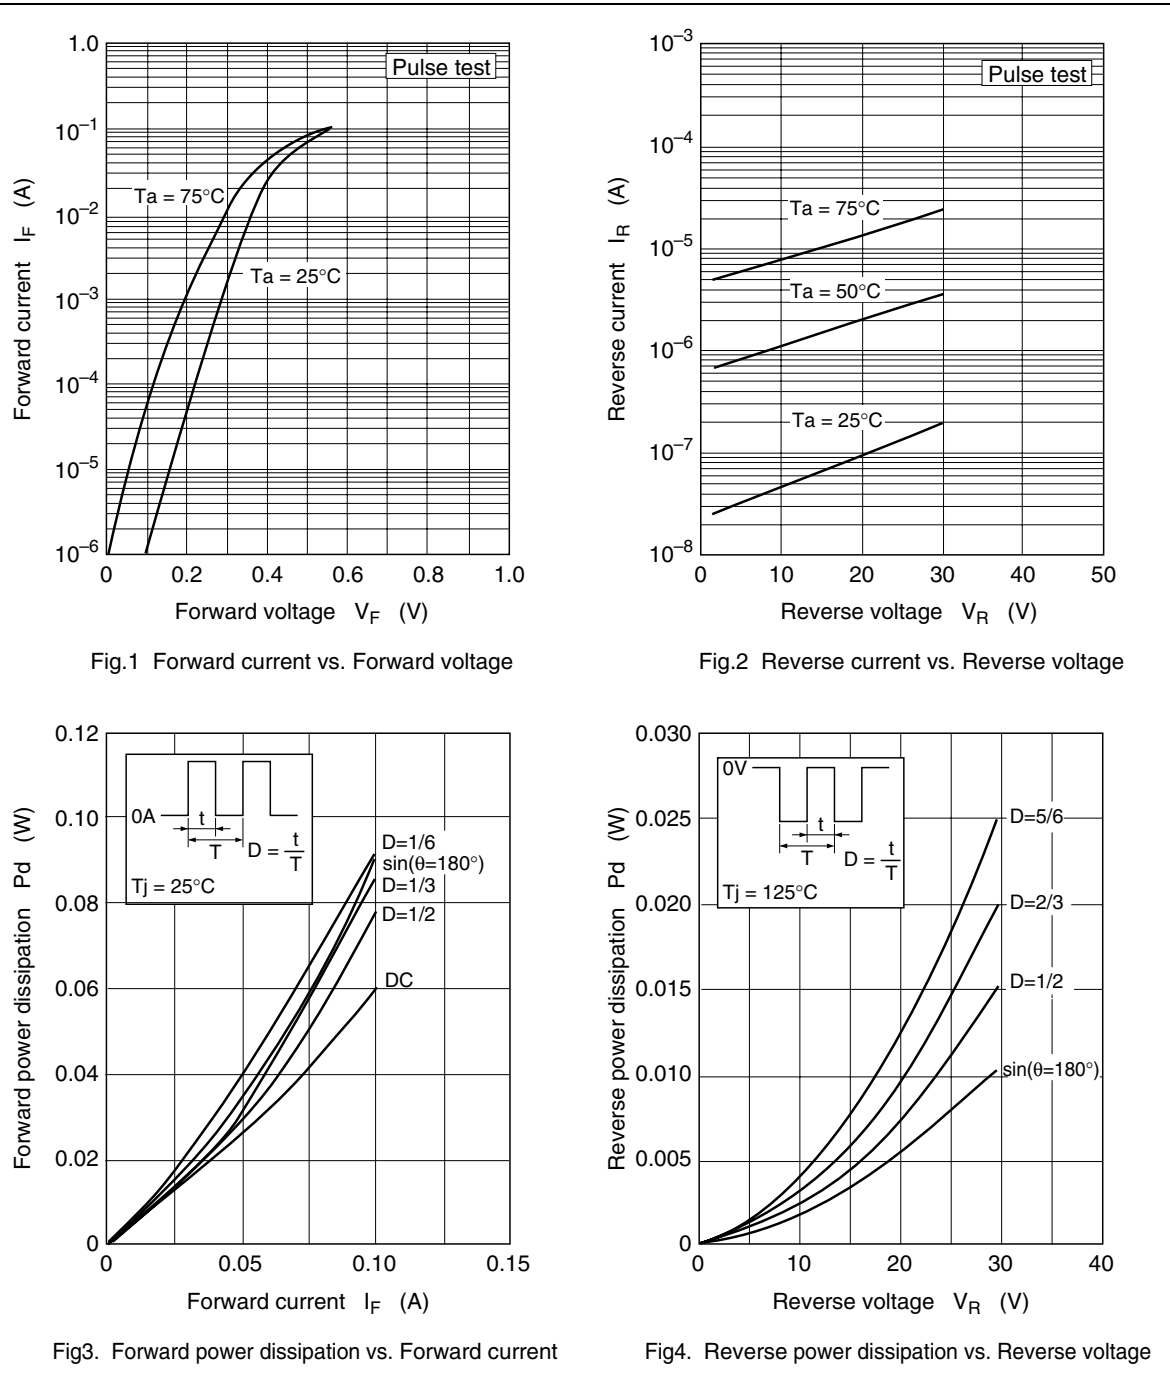 1.0
10–1
10–2
10–3
10–4
10–5
10–6
Forward current IF (A)
Pulse test
Ta = 75°C
Ta = 25°C
0 0.2 0.4 0.6 0.8 1.0
Forward voltage VF (V)
Fig.1 Forward current vs. Forward voltage
10–3
10–4
10–5
10–6
10–7
10–8
Reverse current IR (A)
Pulse test
Ta = 75°C
Ta = 50°C
Ta = 25°C
0 10 20 30 40 50
Reverse voltage VR (V)
Fig.2 Reverse current vs. Reverse voltage
0.12
0.10
0.08
0.06
0.04
0.02
0
Forward power dissipation Pd (W)
0A
t
T
D = t/T
Tj = 25°C
D=1/6
sin(θ=180°)
D=1/3
D=1/2
DC
0 0.05 0.10 0.15
Forward current IF (A)
Fig3. Forward power dissipation vs. Forward current
0.030
0.025
0.020
0.015
0.010
0.005
0
Reverse power dissipation Pd (W)
0V
t
T
D = t/T
Tj = 125°C
D=5/6
D=2/3
D=1/2
sin(θ=180°)
0 10 20 30 40
Reverse voltage VR (V)
Fig4. Reverse power dissipation vs. Reverse voltage